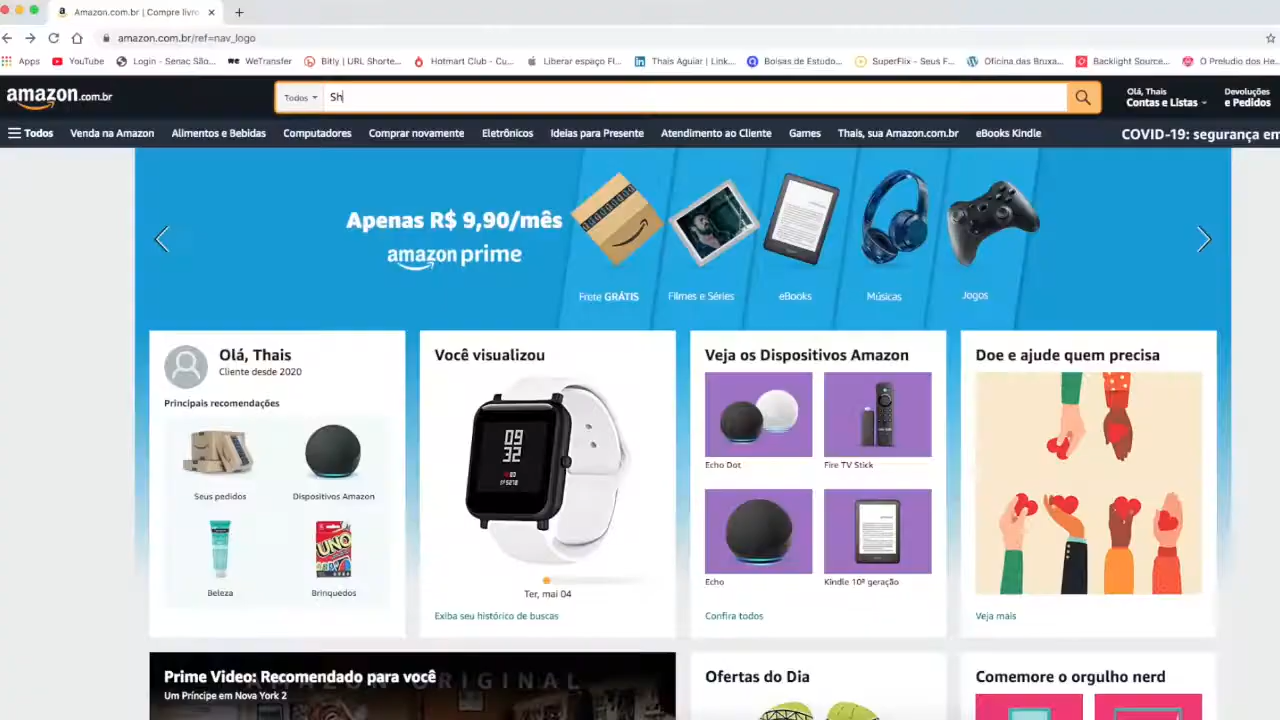 Amazon.com.br | Compre livro
amazon.com.br/ref=nav_logo
Apps YouTube Login - Senac São... WeTransfer Bitly | URL Shorte... Hotmart Club - Cu... Liberar espaço Fl... Thais Aguiar | Link... Bolsas de Estudo... SuperFlix - Seus F... Oficina das Bruxa... Backlight Source... O Preludio dos He...
amazon.com.br Todos Sh Olá, Thais Contas e Listas Devoluções e Pedidos
Todos Venda na Amazon Alimentos e Bebidas Computadores Comprar novamente Eletrônicos Ideias para Presente Atendimento ao Cliente Games Thais, sua Amazon.com.br eBooks Kindle COVID-19: segurança em
Apenas R$ 9,90/mês
amazon prime
Frete GRÁTIS Filmes e Séries eBooks Músicas Jogos
Olá, Thais
Cliente desde 2020
Principais recomendações
Seus pedidos Dispositivos Amazon
UNO
Beleza Brinquedos
Você visualizou
09
32
Ter, mai 04
Exiba seu histórico de buscas
Veja os Dispositivos Amazon
Echo Dot Fire TV Stick
Echo Kindle 10ª geração
Confira todos
Doe e ajude quem precisa
Veja mais
Prime Video: Recomendado para você
Um Príncipe em Nova York 2
AMAZON ORIGINAL
Ofertas do Dia
Comemore o orgulho nerd